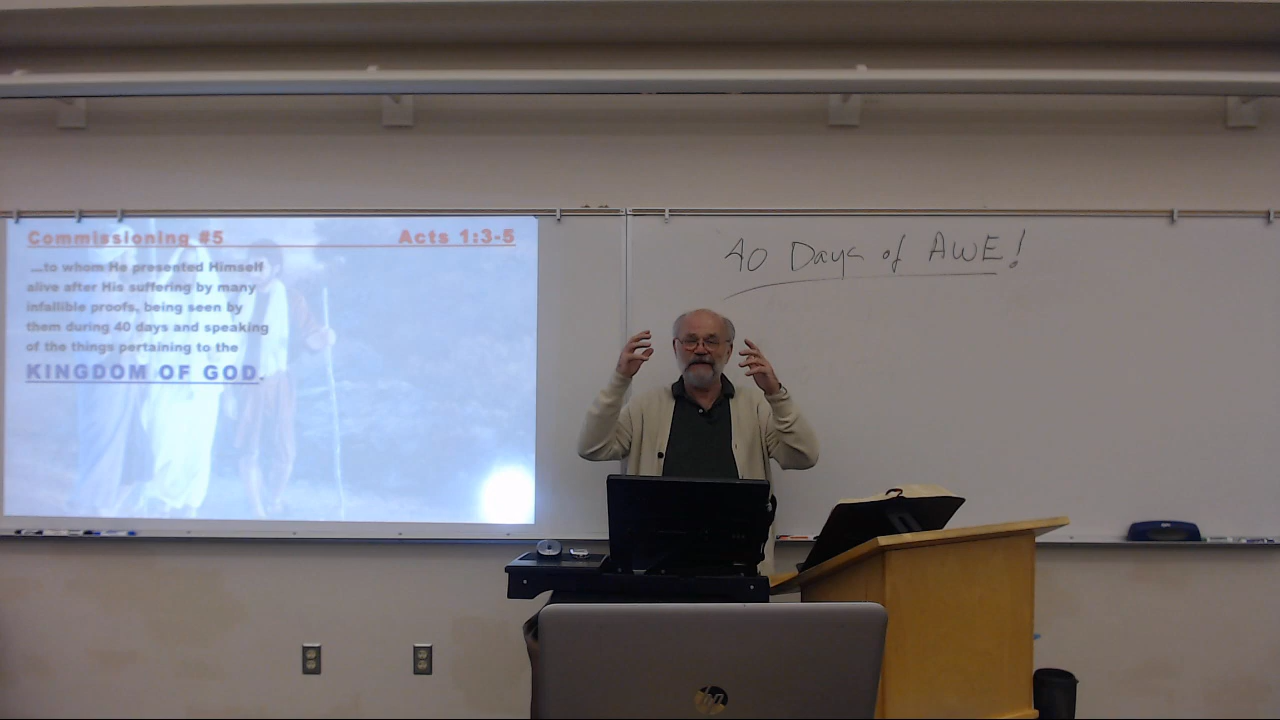 Commissioning #5 Acts 1:3-5
...to whom He presented Himself
alive after His suffering by many
infallible proofs, being seen by
them during 40 days and speaking
of the things pertaining to the
KINGDOM OF GOD.
40 Days of AWE!
hp